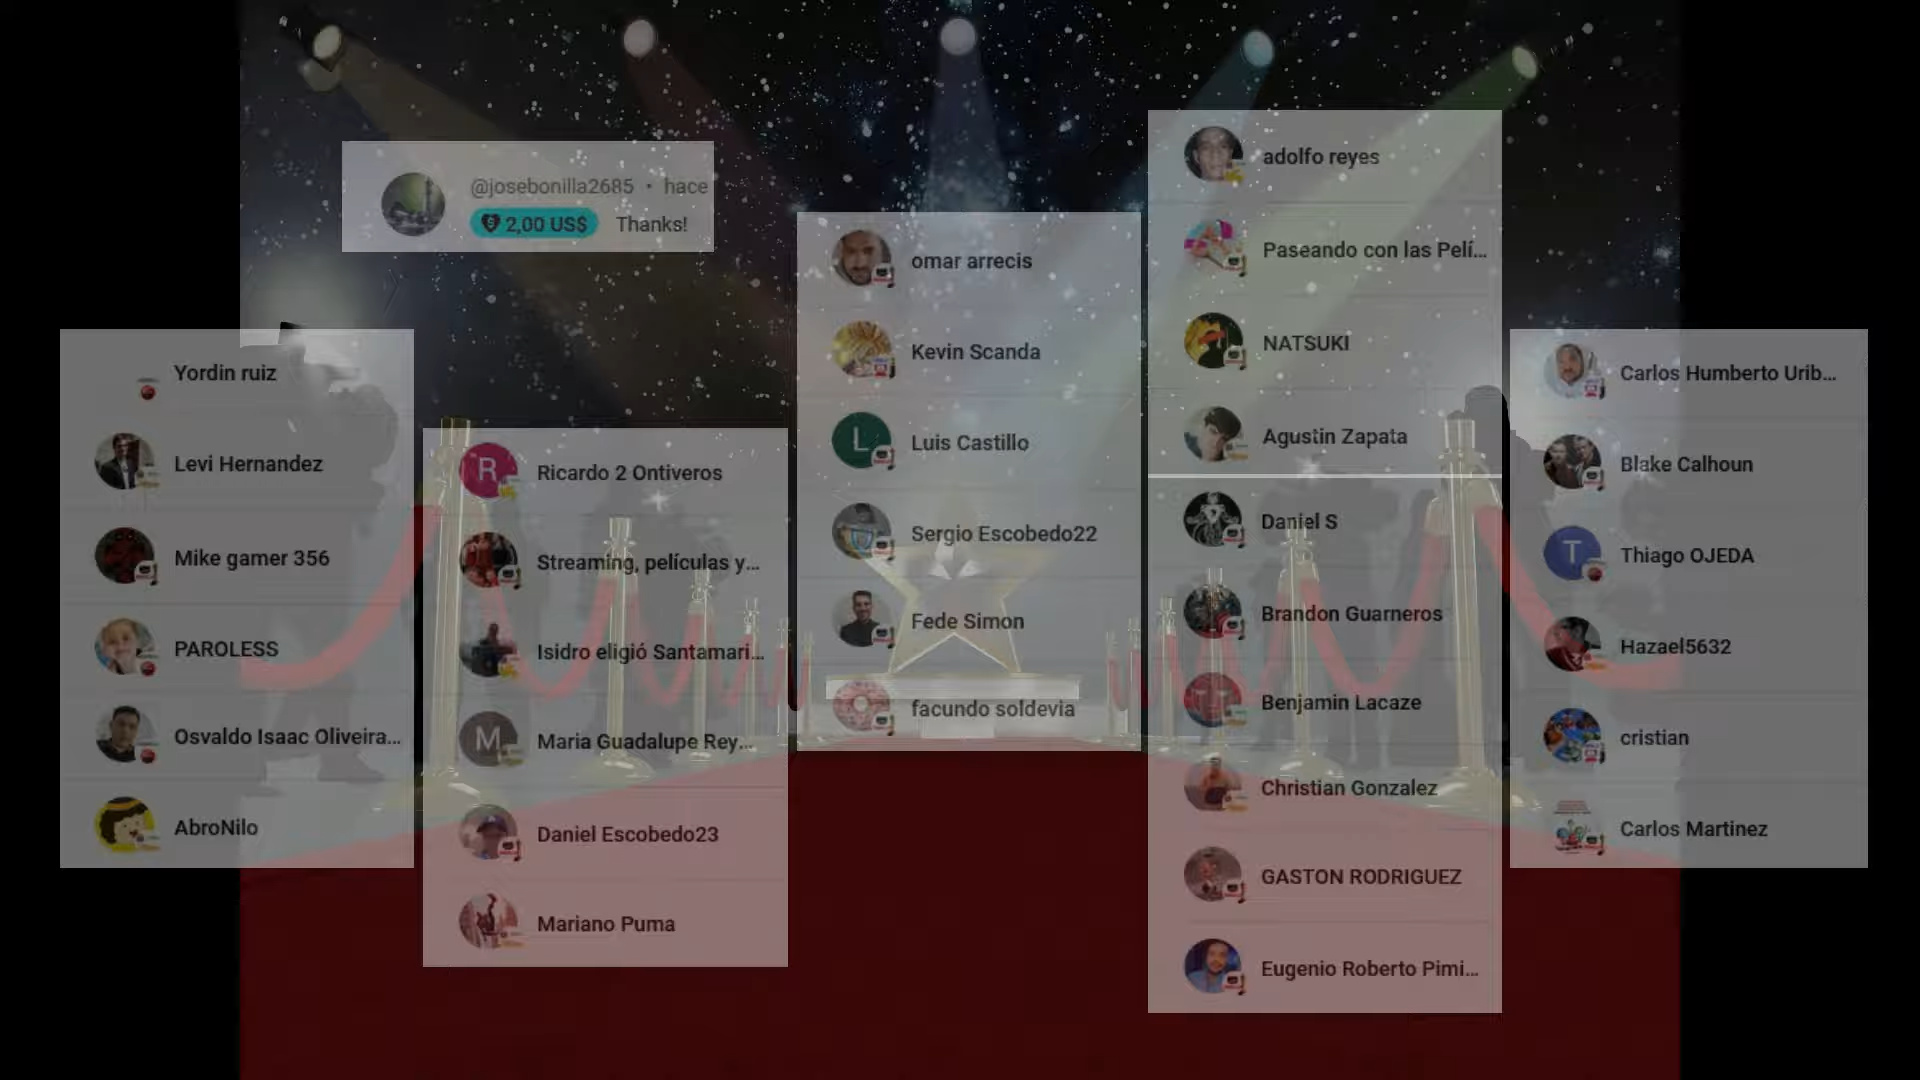 @josebonilla2685 • hace
2,00 US$ Thanks!
Yordin ruiz
Levi Hernandez
Mike gamer 356
PAROLESS
Osvaldo Isaac Oliveira...
AbroNilo
R
Ricardo 2 Ontiveros
Streaming, películas y...
Isidro eligió Santamari...
M
Maria Guadalupe Rey...
Daniel Escobedo23
Mariano Puma
omar arrecis
Kevin Scanda
L
Luis Castillo
Sergio Escobedo22
Fede Simon
facundo soldevia
adolfo reyes
Paseando con las Pelí...
NATSUKI
Agustin Zapata
Daniel S
Brandon Guarneros
Benjamin Lacaze
Christian Gonzalez
GASTON RODRIGUEZ
Eugenio Roberto Pimi...
Carlos Humberto Urib...
Blake Calhoun
T
Thiago OJEDA
Hazael5632
cristian
Carlos Martinez